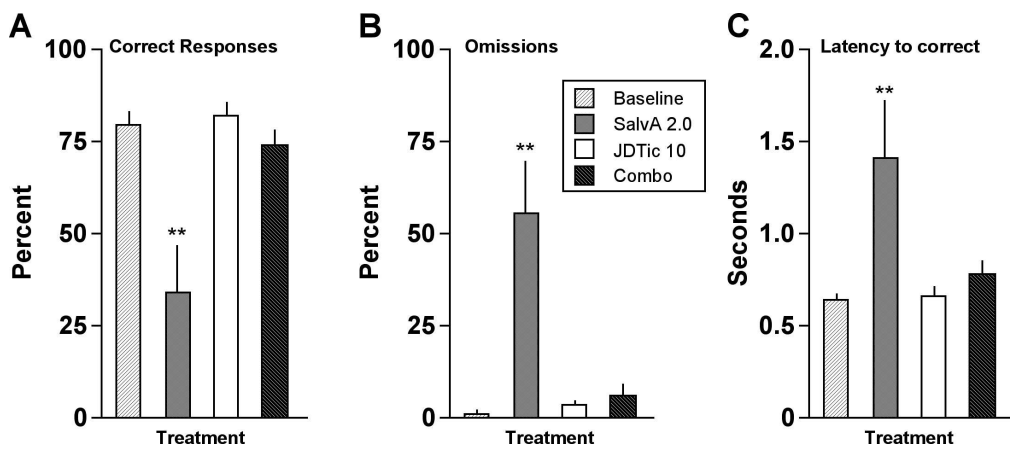 A
Correct Responses
100
75
50
25
0
Percent
**
Treatment
B
Omissions
100
75
50
25
0
Percent
**
Baseline
SalvA 2.0
JDTic 10
Combo
Treatment
C
Latency to correct
2.0
1.5
1.0
0.5
0
Seconds
**
Treatment